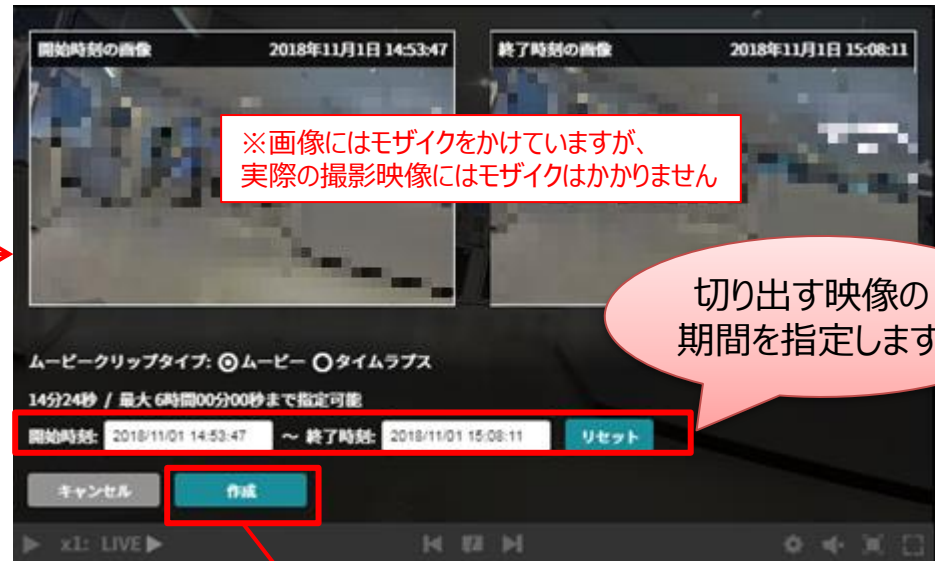 開始時刻の画像 2018年11月1日 14:53:47
終了時刻の画像 2018年11月1日 15:08:11
※画像にはモザイクをかけていますが、
実際の撮影映像にはモザイクはかかりません
切り出す映像の
期間を指定します
ムービークリップタイプ: ムービー タイムラプス
14分24秒 / 最大 6時間00分00秒まで指定可能
開始時刻: 2018/11/01 14:53:47 ～ 終了時刻: 2018/11/01 15:08:11 リセット
キャンセル 作成
x1: LIVE